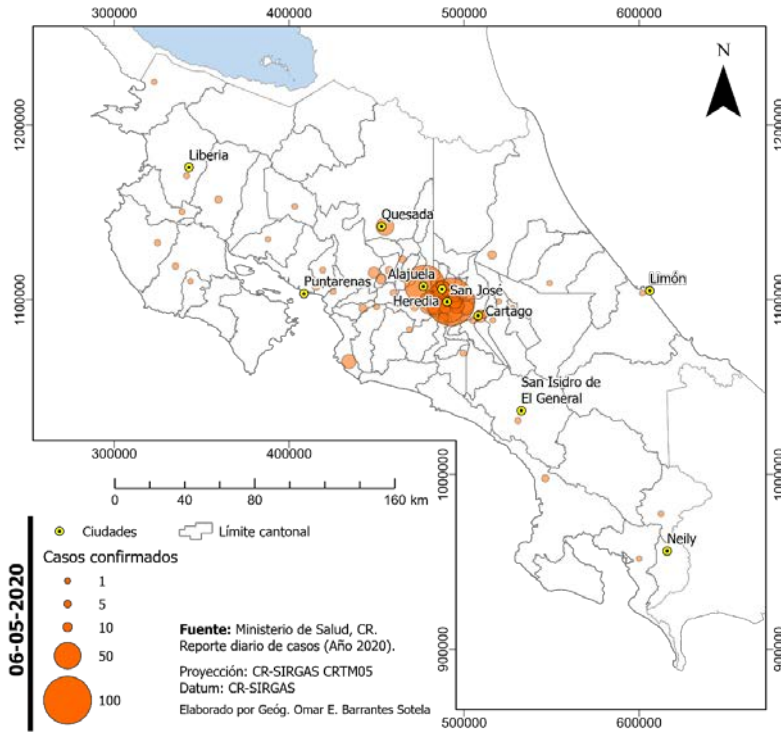 300000
400000
500000
600000
N
1200000
1200000
Liberia
Quesada
Alajuela
Puntarenas
San José
Limón
Heredia
Cartago
1100000
1100000
San Isidro de
El General
300000
400000
1000000
1000000
0 40 80 120 160 km
Neily
Ciudades
Límite cantonal
Casos confirmados
1
5
10
50
100
06-05-2020
Fuente: Ministerio de Salud, CR.
Reporte diario de casos (Año 2020).
Proyección: CR-SIRGAS CRTM05
Datum: CR-SIRGAS
Elaborado por Geóg. Omar E. Barrantes Sotela
900000
900000
500000
600000